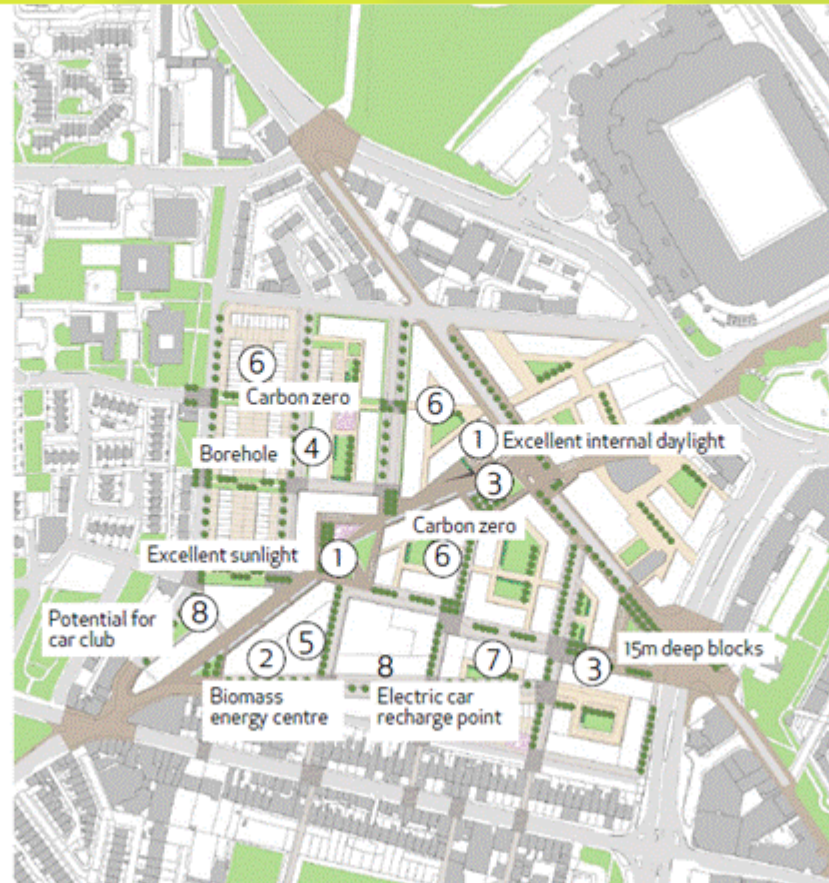 6
Carbon zero
6
1
Excellent internal daylight
Borehole
4
3
Carbon zero
Excellent sunlight
1
6
Potential for
car club
8
5
2
8
7
3
15m deep blocks
Biomass
energy centre
Electric car
recharge point